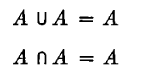 A ∪ A = A
A ∩ A = A